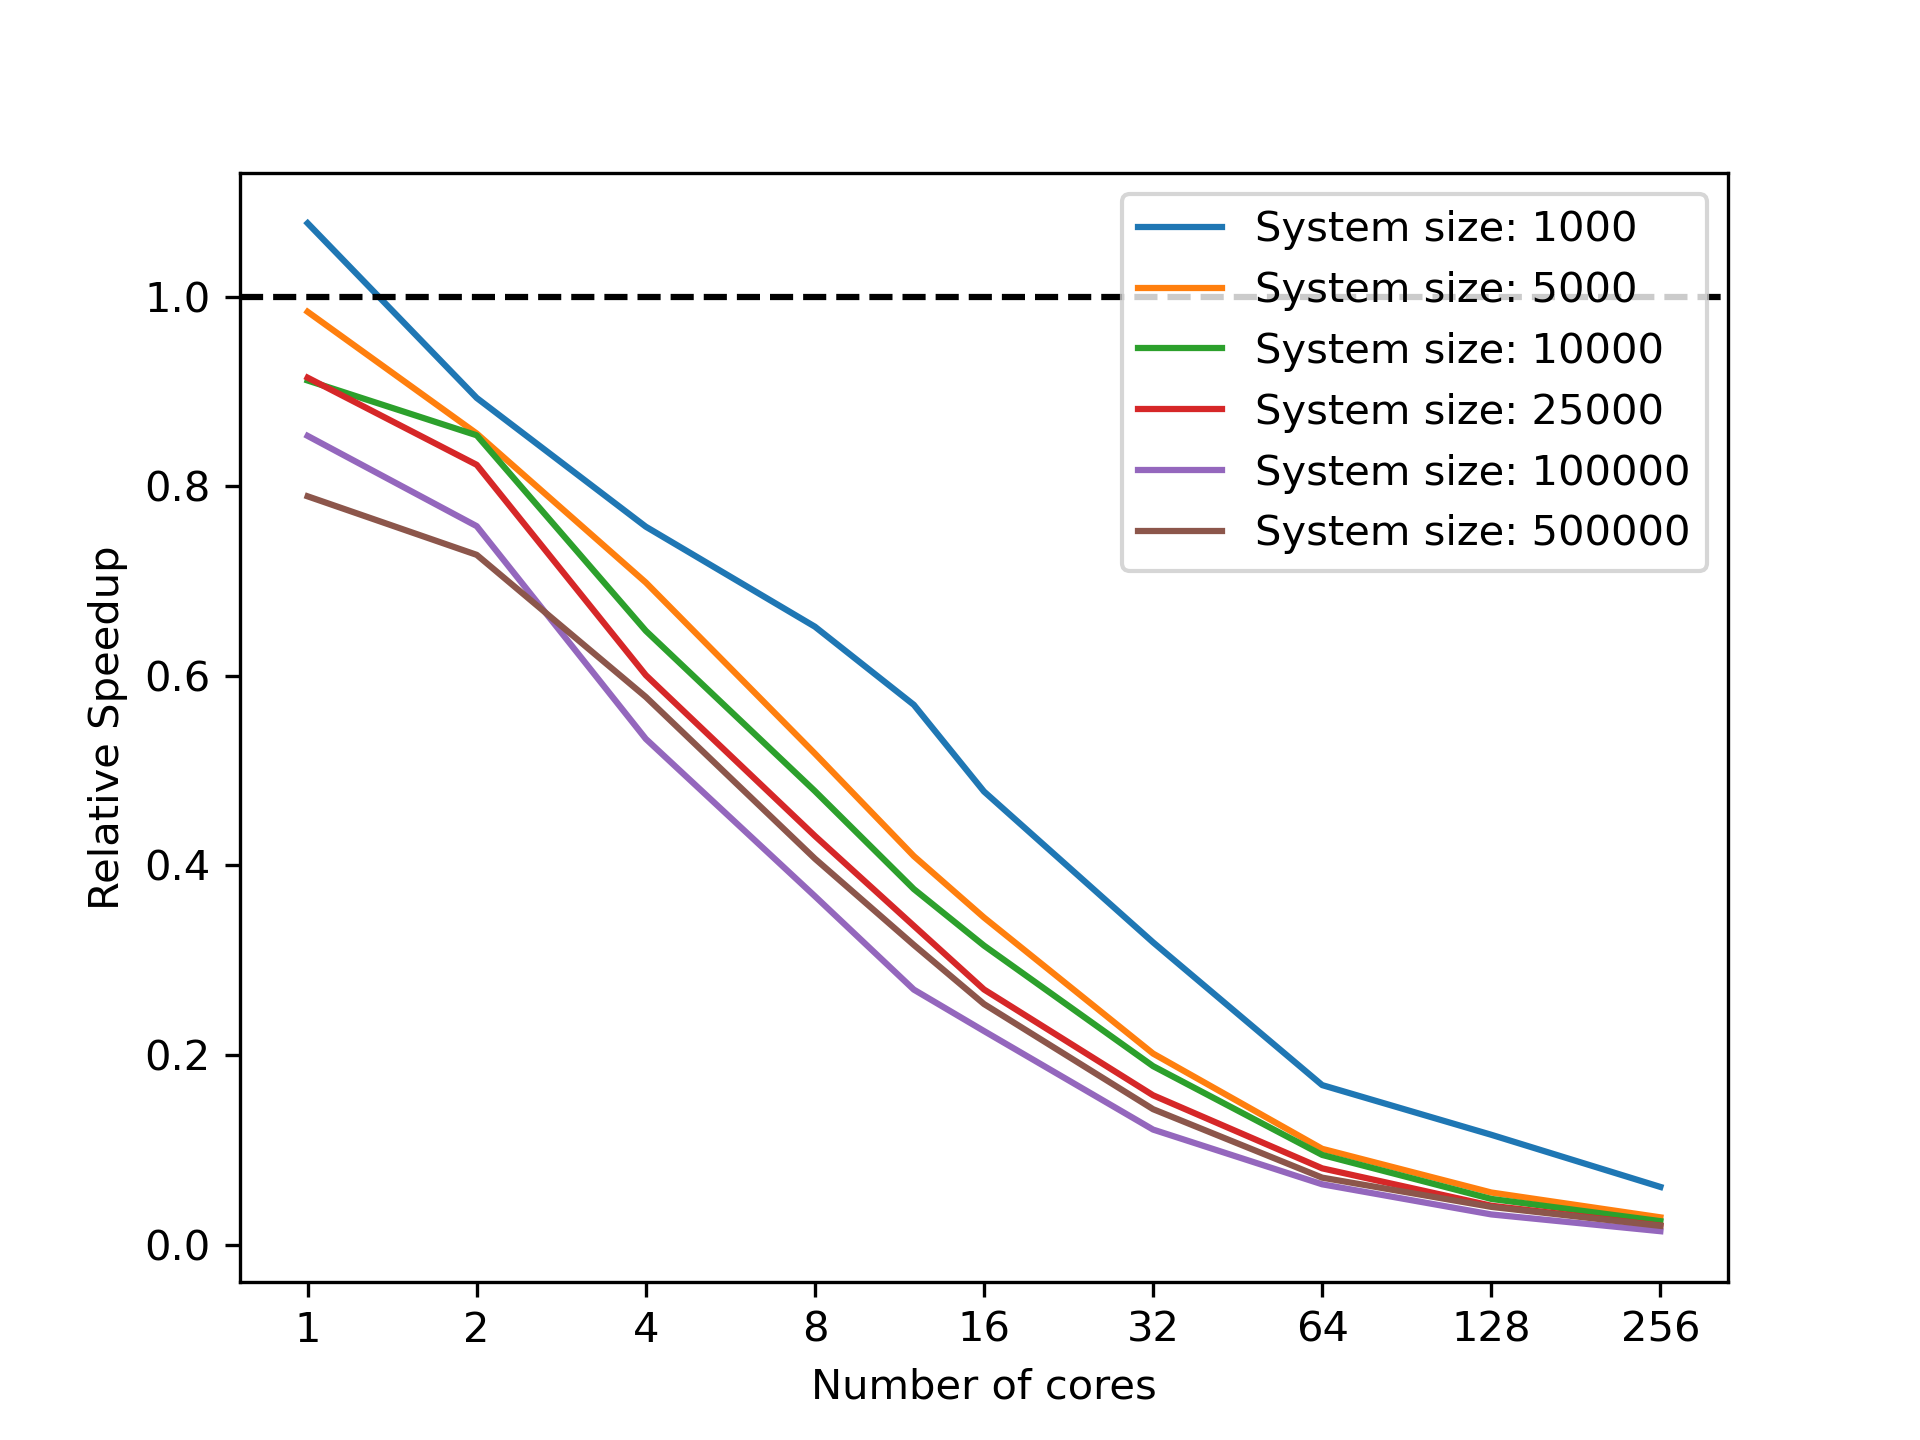 System size: 1000
System size: 5000
System size: 10000
System size: 25000
System size: 100000
System size: 500000
Relative Speedup
1.0
0.8
0.6
0.4
0.2
0.0
1 2 4 8 16 32 64 128 256
Number of cores